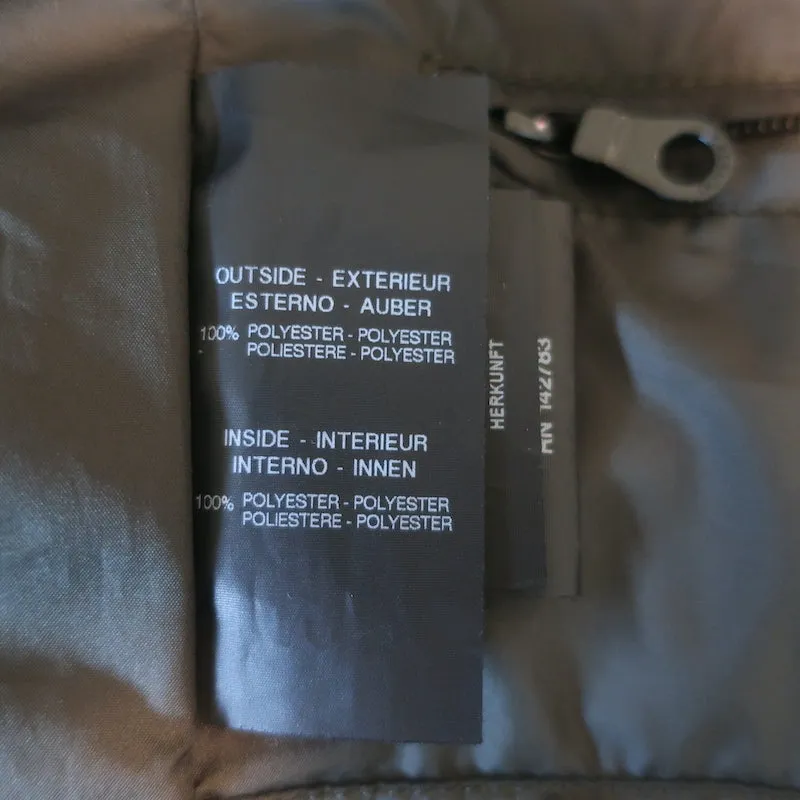 OUTSIDE - EXTERIEUR
ESTERNO - AUBER
100% POLYESTER - POLYESTER
POLIESTERE - POLYESTER
INSIDE - INTERIEUR
INTERNO - INNEN
100% POLYESTER - POLYESTER
POLIESTERE - POLYESTER
HERKUNFT
RN 142763